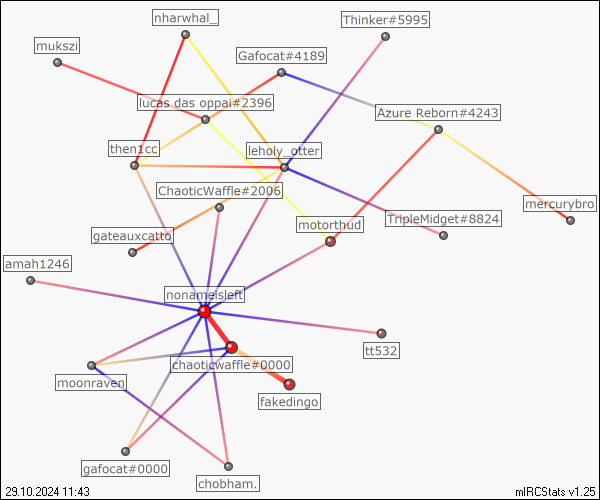 nharwhal_
Thinker#5995
mukszi
Gafocat#4189
lucas das oppai#2396
Azure Reborn#4243
then1cc
leholy_otter
ChaoticWaffle#2006
mercurybro
TripleMidget#8824
motorthud
gateauxcatto
amah1246
nonameisleft
tt532
chaoticwaffle#0000
moonraven
fakedingo
gafocat#0000
chobham.
29.10.2024 11:43
mIRCStats v1.25